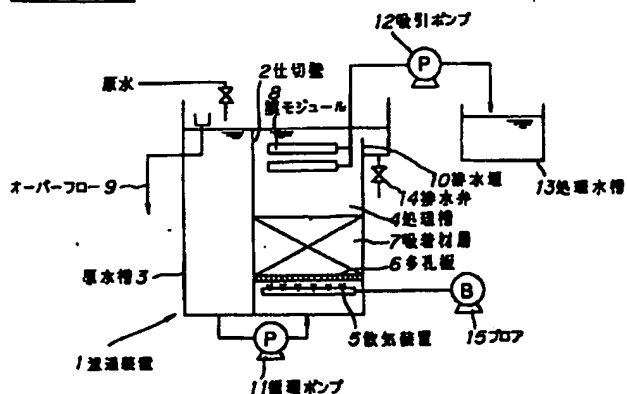 12吸引ポンプ
P
2仕切壁
原水
8
膜モジュール
オーバーフロー9
10排水堰
13処理水槽
14排水弁
4処理槽
7吸着材層
原水槽3
6多孔板
B
5散気装置
15ブロア
P
1濾過装置
11循環ポンプ